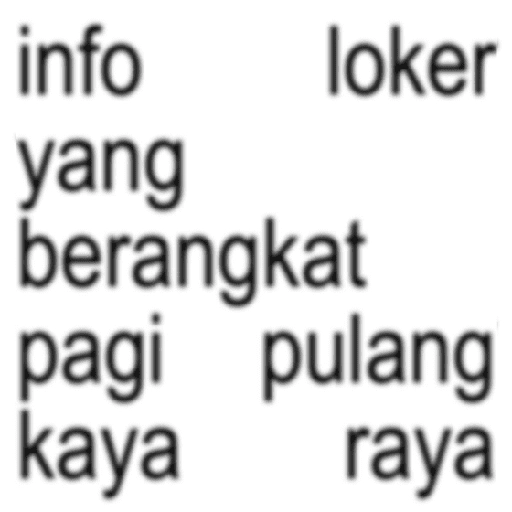 info loker
yang
berangkat
pagi pulang
kaya raya